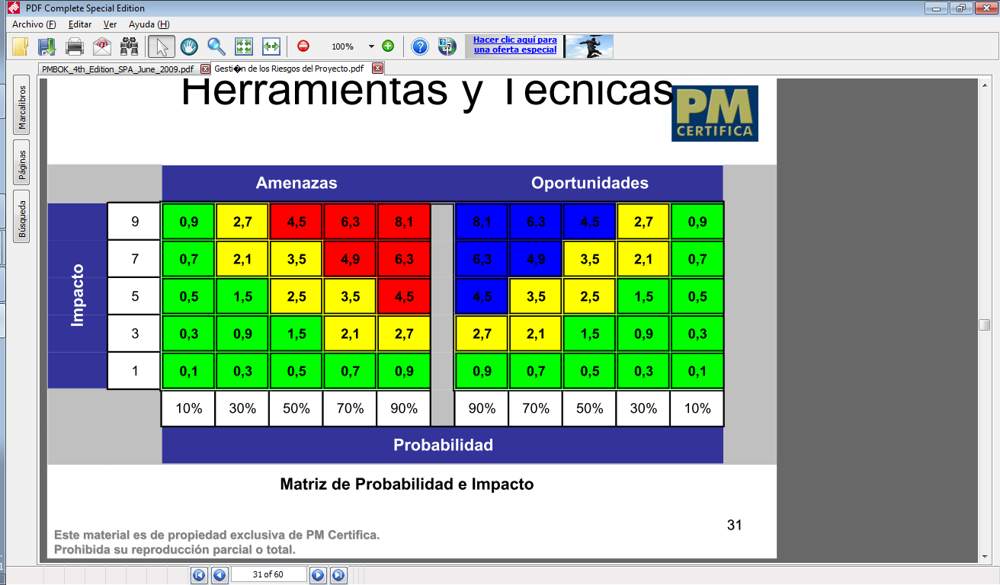 PDF Complete Special Edition
Archivo (F) Editar Ver Ayuda (H)
100%
Hacer clic aquí para
una oferta especial
PMBOK_4th_Edition_SPA_June_2009.pdf Gesti�n de los Riesgos del Proyecto.pdf
Marcalibros
Páginas
Búsqueda
Herramientas y Técnicas
PM
CERTIFICA
Amenazas Oportunidades
Impacto
9 0,9 2,7 4,5 6,3 8,1 8,1 6,3 4,5 2,7 0,9
7 0,7 2,1 3,5 4,9 6,3 6,3 4,9 3,5 2,1 0,7
5 0,5 1,5 2,5 3,5 4,5 4,5 3,5 2,5 1,5 0,5
3 0,3 0,9 1,5 2,1 2,7 2,7 2,1 1,5 0,9 0,3
1 0,1 0,3 0,5 0,7 0,9 0,9 0,7 0,5 0,3 0,1
10% 30% 50% 70% 90% 90% 70% 50% 30% 10%
Probabilidad
Matriz de Probabilidad e Impacto
31
Este material es de propiedad exclusiva de PM Certifica.
Prohibida su reproducción parcial o total.
31 of 60